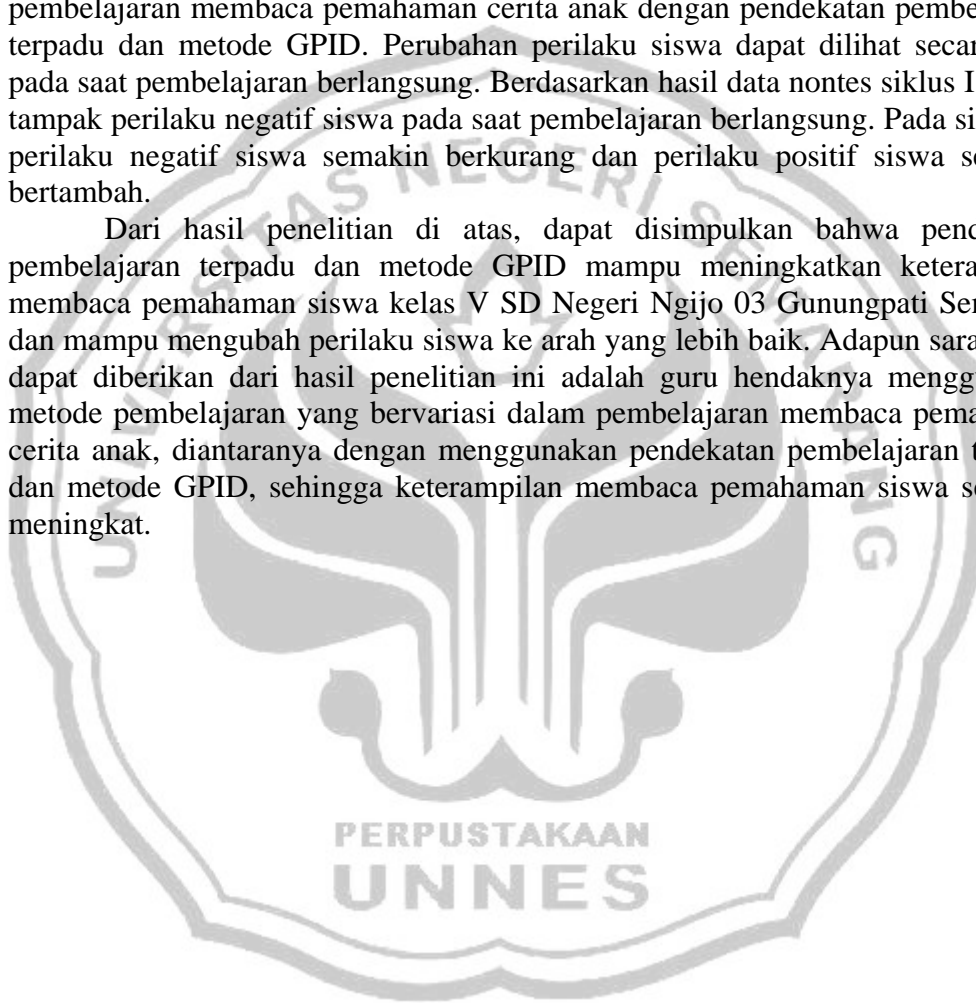 pembelajaran membaca pemahaman cerita anak dengan pendekatan pembe
terpadu dan metode GPID. Perubahan perilaku siswa dapat dilihat secar
pada saat pembelajaran berlangsung. Berdasarkan hasil data nontes siklus I
tampak perilaku negatif siswa pada saat pembelajaran berlangsung. Pada si
perilaku negatif siswa semakin berkurang dan perilaku positif siswa se
bertambah.
Dari hasil penelitian di atas, dapat disimpulkan bahwa pend
pembelajaran terpadu dan metode GPID mampu meningkatkan ketera
membaca pemahaman siswa kelas V SD Negeri Ngijo 03 Gunungpati Ser
dan mampu mengubah perilaku siswa ke arah yang lebih baik. Adapun sara
dapat diberikan dari hasil penelitian ini adalah guru hendaknya mengg
metode pembelajaran yang bervariasi dalam pembelajaran membaca pema
cerita anak, diantaranya dengan menggunakan pendekatan pembelajaran t
dan metode GPID, sehingga keterampilan membaca pemahaman siswa se
meningkat.
UNIVERSITAS NEGERI SEMARANG
PERPUSTAKAAN
UNNES